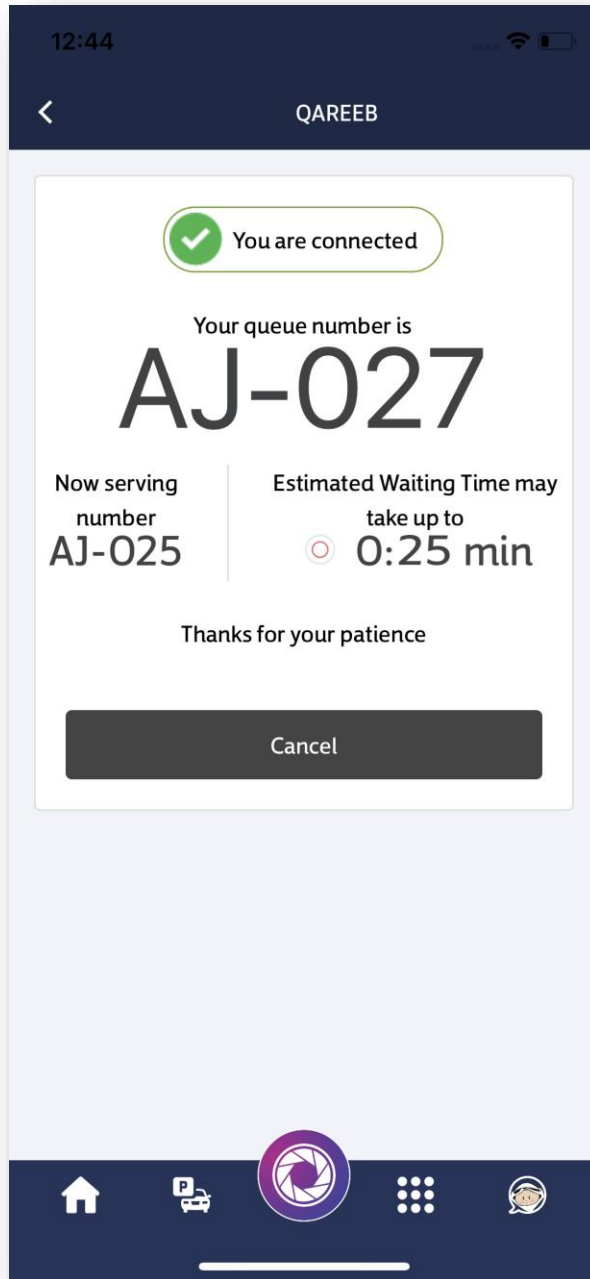 12:44
QAREEB
You are connected
Your queue number is
AJ-027
Now serving
number
AJ-025
Estimated Waiting Time may
take up to
0:25 min
Thanks for your patience
Cancel
P